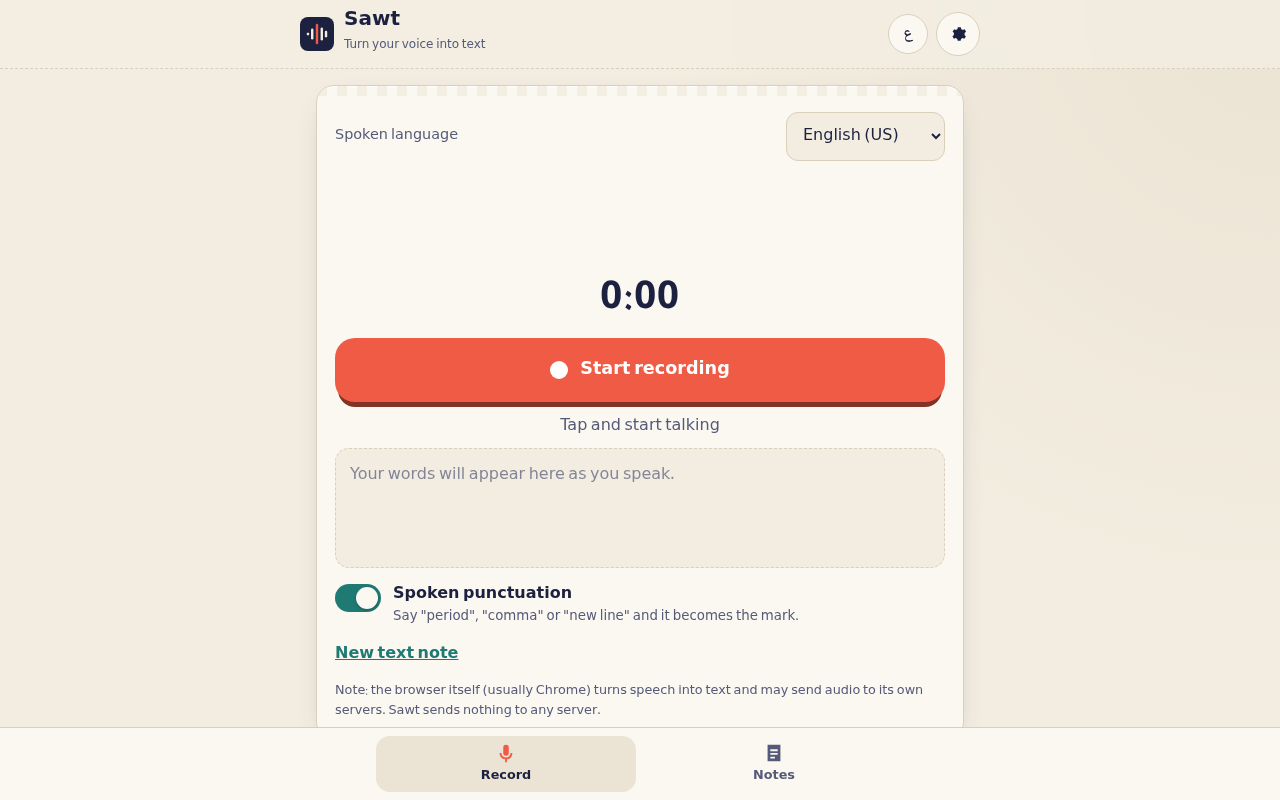 Sawt
Turn your voice into text
ع
Spoken language
English (US)
0:00
Start recording
Tap and start talking
Your words will appear here as you speak.
Spoken punctuation
Say "period", "comma" or "new line" and it becomes the mark.
New text note
Note: the browser itself (usually Chrome) turns speech into text and may send audio to its own
servers. Sawt sends nothing to any server.
Record
Notes